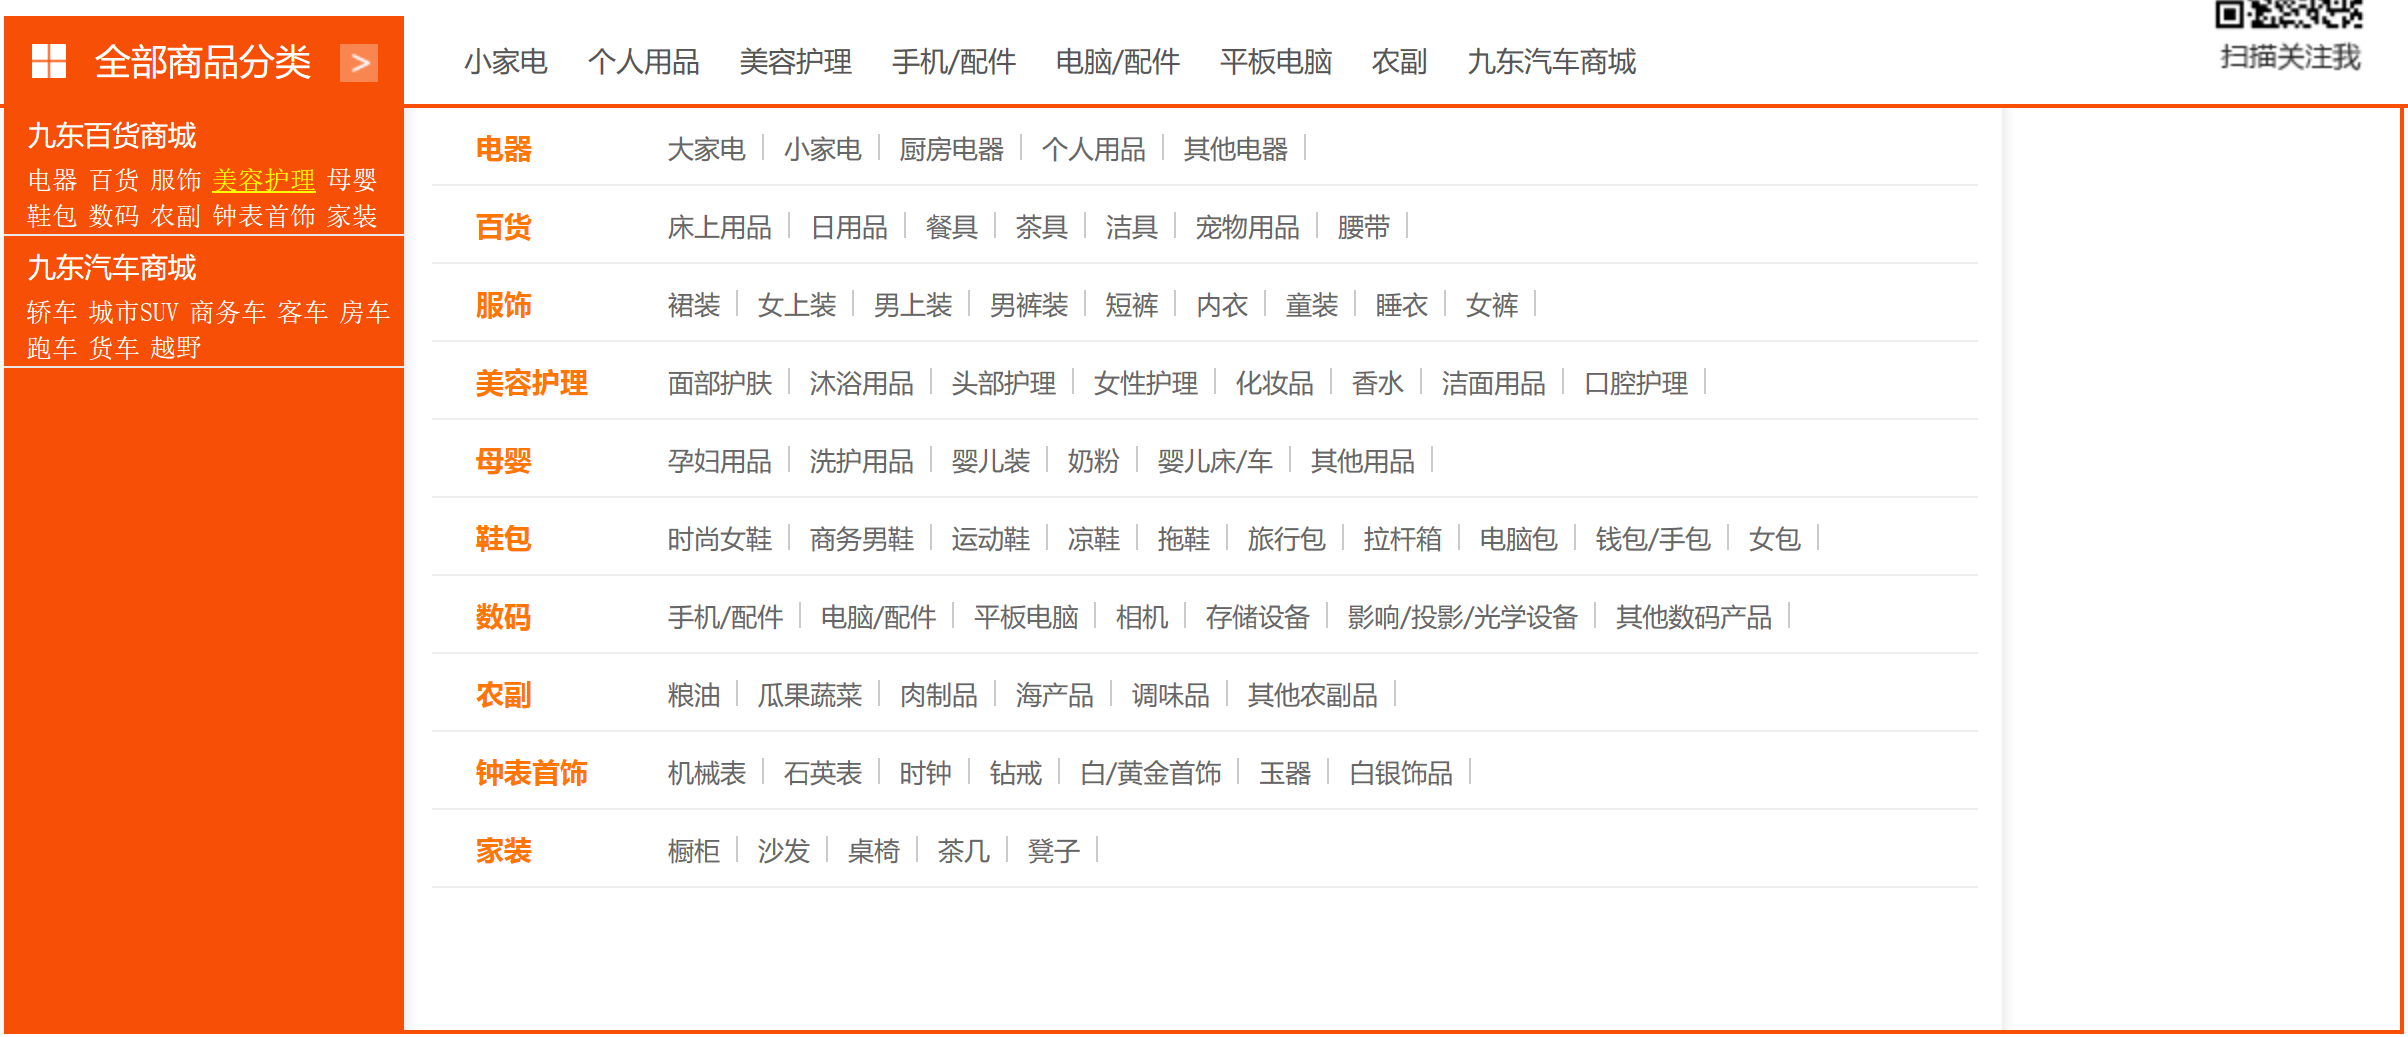 全部商品分类 >
小家电 个人用品 美容护理 手机/配件 电脑/配件 平板电脑 农副 九东汽车商城
扫描关注我
九东百货商城
电器 百货 服饰 美容护理 母婴
鞋包 数码 农副 钟表首饰 家装
九东汽车商城
轿车 城市SUV 商务车 客车 房车
跑车 货车 越野
电器 大家电 小家电 厨房电器 个人用品 其他电器
百货 床上用品 日用品 餐具 茶具 洁具 宠物用品 腰带
服饰 裙装 女上装 男上装 男裤装 短裤 内衣 童装 睡衣 女裤
美容护理 面部护肤 沐浴用品 头部护理 女性护理 化妆品 香水 洁面用品 口腔护理
母婴 孕妇用品 洗护用品 婴儿装 奶粉 婴儿床/车 其他用品
鞋包 时尚女鞋 商务男鞋 运动鞋 凉鞋 拖鞋 旅行包 拉杆箱 电脑包 钱包/手包 女包
数码 手机/配件 电脑/配件 平板电脑 相机 存储设备 影响/投影/光学设备 其他数码产品
农副 粮油 瓜果蔬菜 肉制品 海产品 调味品 其他农副品
钟表首饰 机械表 石英表 时钟 钻戒 白/黄金首饰 玉器 白银饰品
家装 橱柜 沙发 桌椅 茶几 凳子